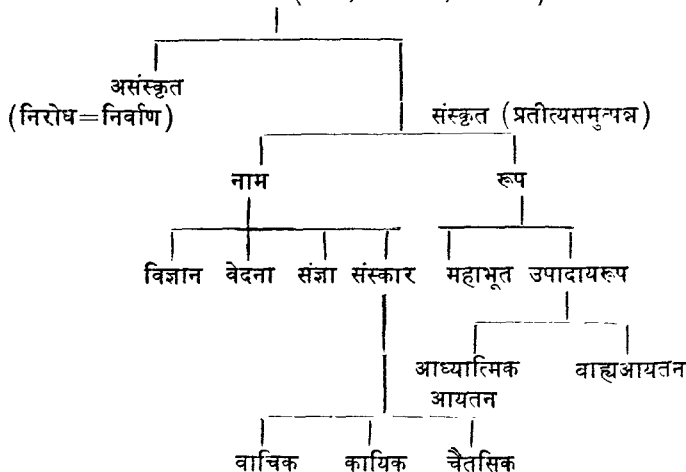 असंस्कृत
(निरोध=निर्वाण)
संस्कृत (प्रतीत्यसमुत्पन्न)
नाम रूप
विज्ञान वेदना संज्ञा संस्कार महाभूत उपादायरूप
आध्यात्मिक वाह्यआयतन
आयतन
वाचिक कायिक चैतसिक